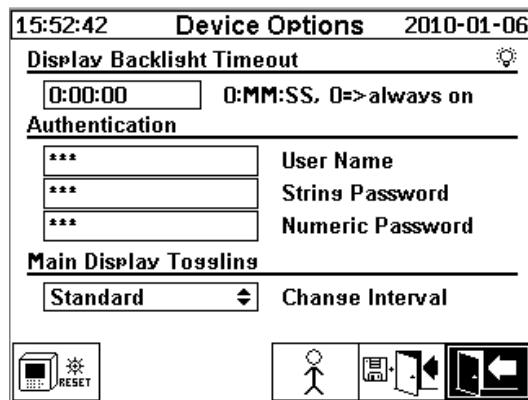 15:52:42 Device Options 2010-01-06
Display Backlight Timeout
0:00:00 0:MM:SS, 0=>always on
Authentication
*** User Name
*** String Password
*** Numeric Password
Main Display Toggling
Standard Change Interval
RESET